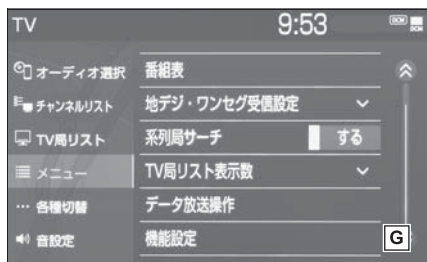 TV
9:53
DCM
DCM
オーディオ選択
チャンネルリスト
TV局リスト
メニュー
各種切替
音設定
番組表
地デジ・ワンセグ受信設定
系列局サーチ
する
TV局リスト表示数
データ放送操作
機能設定
G